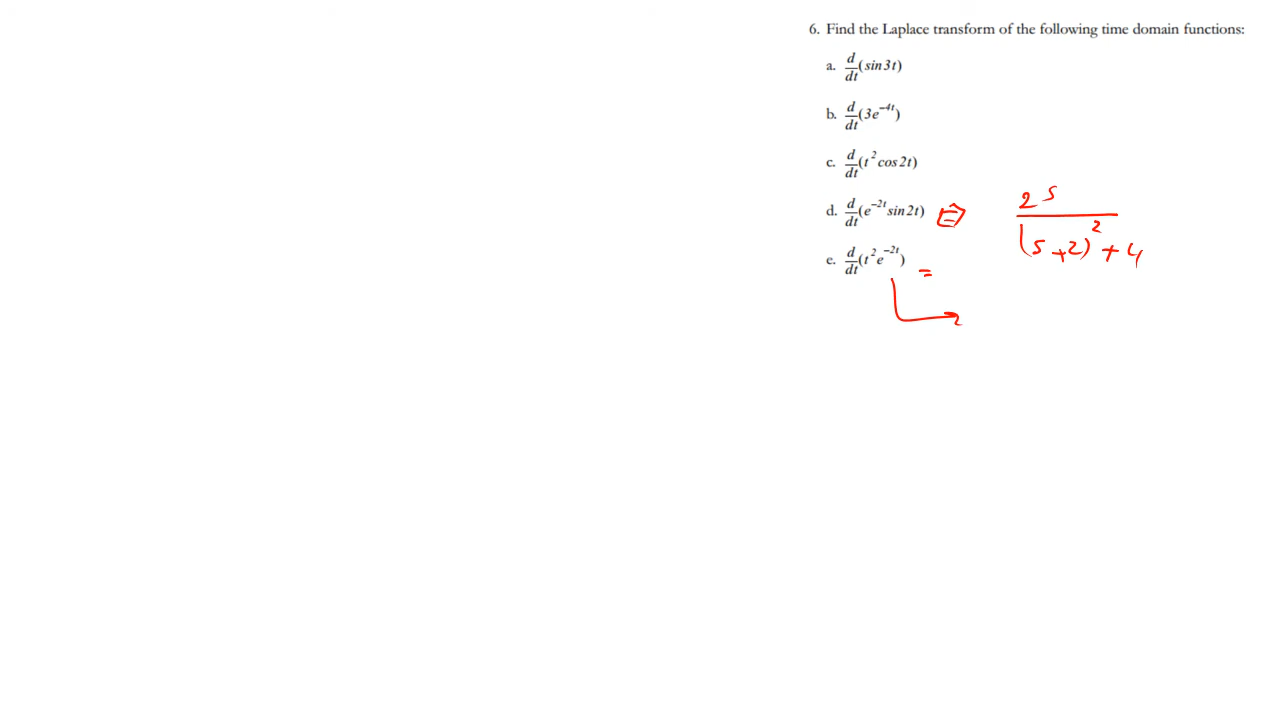 6. Find the Laplace transform of the following time domain functions:
a. d/dt (sin3t)
b. d/dt (3e^{-4t})
c. d/dt (t^2 cos2t)
d. d/dt (e^{-2t} sin2t) = 2s / ((s+2)^2 + 4)
e. d/dt (t^2 e^{-2t}) =